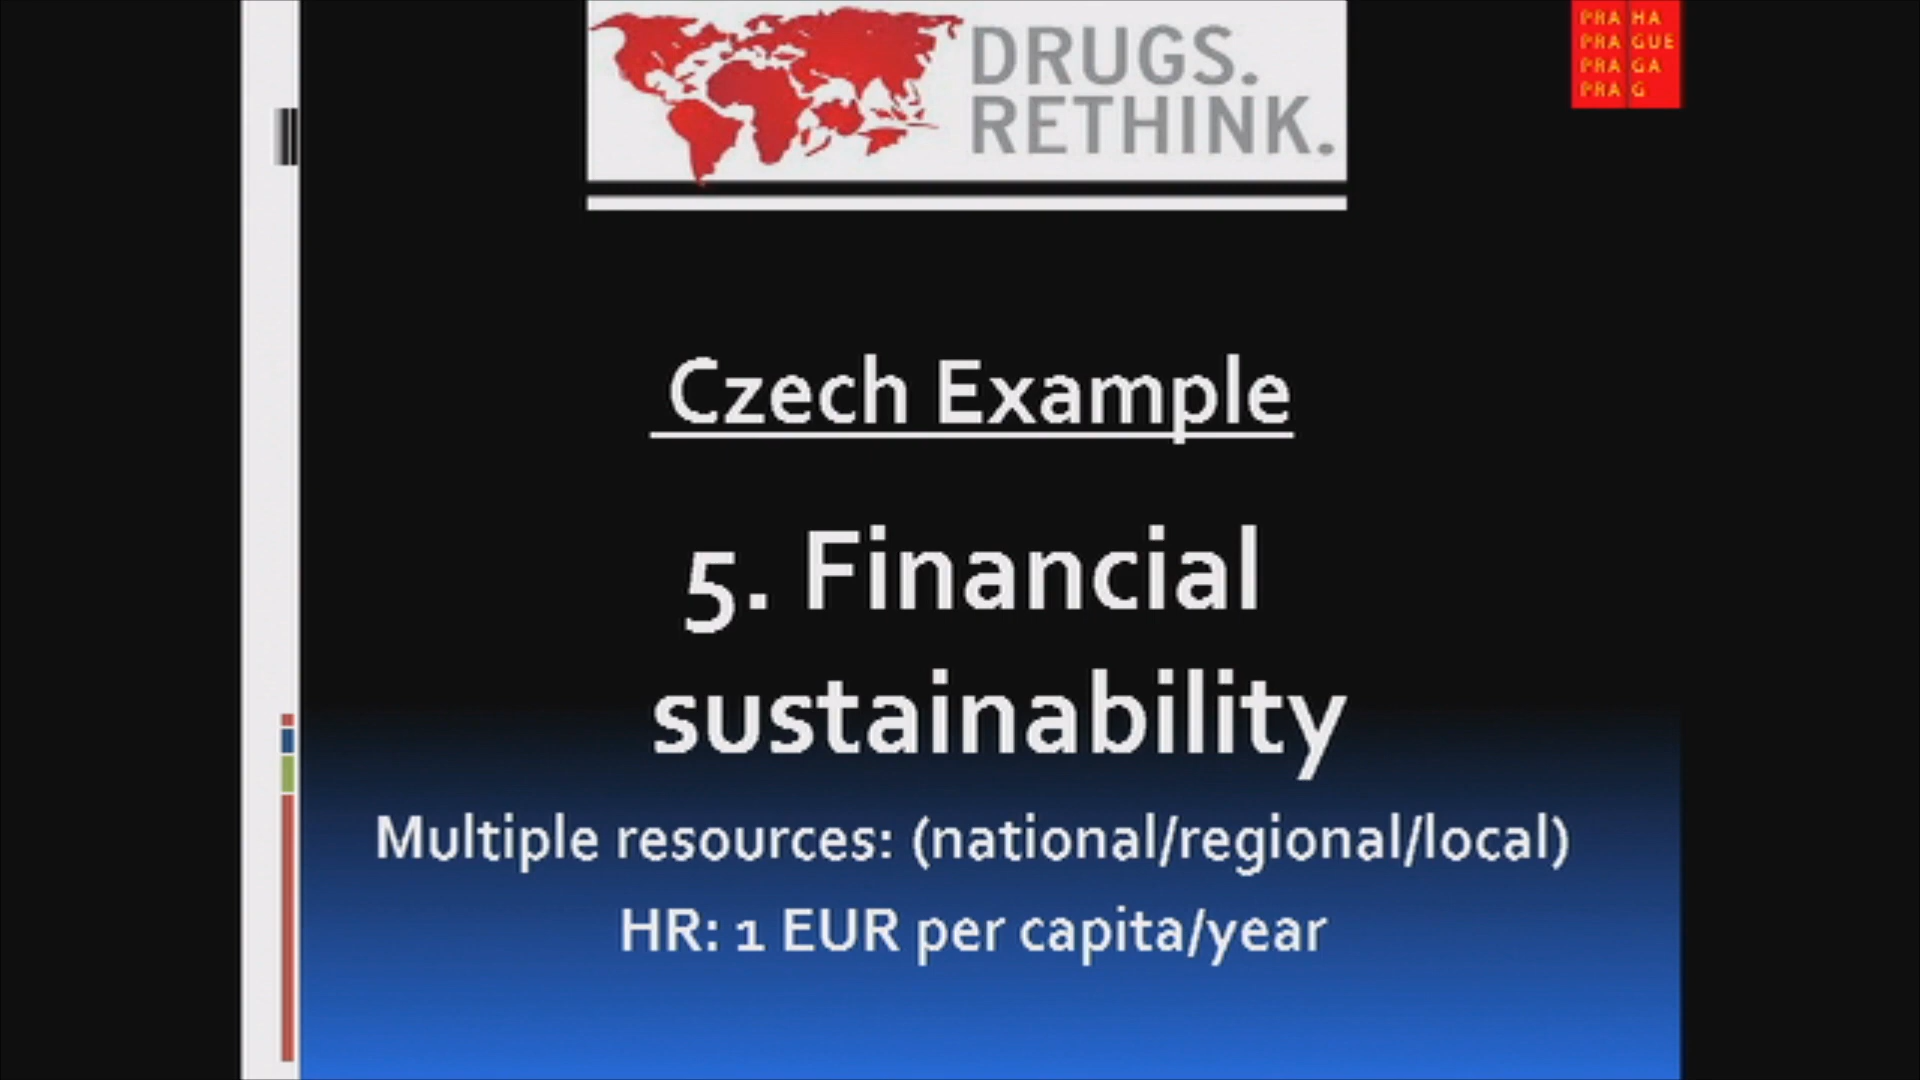 DRUGS.
RETHINK.
PRA HA
PRA GUE
PRA GA
PRA G
Czech Example
5. Financial
sustainability
Multiple resources: (national/regional/local)
HR: 1 EUR per capita/year